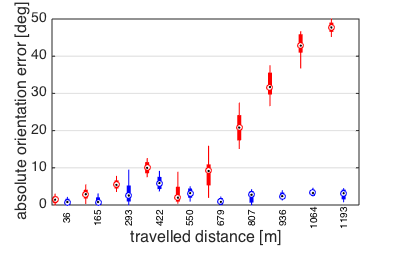 absolute orientation error [deg]
50
40
30
20
10
0
36 165 293 422 550 679 807 936 1064 1193
travelled distance [m]